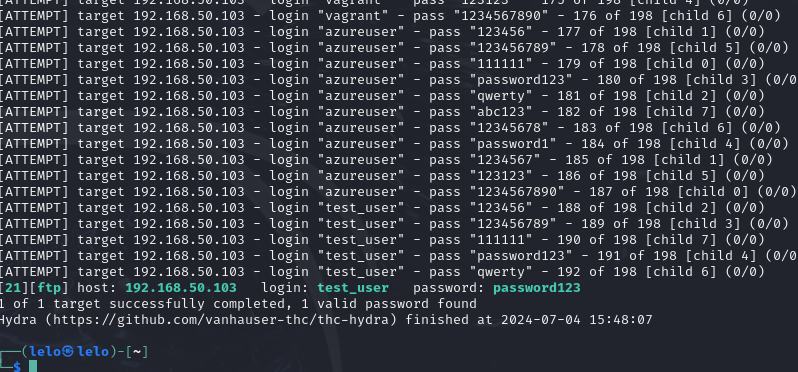 [ATTEMPT] target 192.168.50.103 - login "vagrant" - pass "123123" - 175 of 198 [child 4] (0/0)
[ATTEMPT] target 192.168.50.103 - login "vagrant" - pass "1234567890" - 176 of 198 [child 6] (0/0)
[ATTEMPT] target 192.168.50.103 - login "azureuser" - pass "123456" - 177 of 198 [child 1] (0/0)
[ATTEMPT] target 192.168.50.103 - login "azureuser" - pass "123456789" - 178 of 198 [child 5] (0/0)
[ATTEMPT] target 192.168.50.103 - login "azureuser" - pass "111111" - 179 of 198 [child 0] (0/0)
[ATTEMPT] target 192.168.50.103 - login "azureuser" - pass "password123" - 180 of 198 [child 3] (0/0)
[ATTEMPT] target 192.168.50.103 - login "azureuser" - pass "qwerty" - 181 of 198 [child 2] (0/0)
[ATTEMPT] target 192.168.50.103 - login "azureuser" - pass "abc123" - 182 of 198 [child 7] (0/0)
[ATTEMPT] target 192.168.50.103 - login "azureuser" - pass "12345678" - 183 of 198 [child 6] (0/0)
[ATTEMPT] target 192.168.50.103 - login "azureuser" - pass "password1" - 184 of 198 [child 4] (0/0)
[ATTEMPT] target 192.168.50.103 - login "azureuser" - pass "1234567" - 185 of 198 [child 1] (0/0)
[ATTEMPT] target 192.168.50.103 - login "azureuser" - pass "123123" - 186 of 198 [child 5] (0/0)
[ATTEMPT] target 192.168.50.103 - login "azureuser" - pass "1234567890" - 187 of 198 [child 0] (0/0)
[ATTEMPT] target 192.168.50.103 - login "test_user" - pass "123456" - 188 of 198 [child 2] (0/0)
[ATTEMPT] target 192.168.50.103 - login "test_user" - pass "123456789" - 189 of 198 [child 3] (0/0)
[ATTEMPT] target 192.168.50.103 - login "test_user" - pass "111111" - 190 of 198 [child 7] (0/0)
[ATTEMPT] target 192.168.50.103 - login "test_user" - pass "password123" - 191 of 198 [child 4] (0/0)
[ATTEMPT] target 192.168.50.103 - login "test_user" - pass "qwerty" - 192 of 198 [child 6] (0/0)
[21][ftp] host: 192.168.50.103   login: test_user   password: password123
1 of 1 target successfully completed, 1 valid password found
Hydra (https://github.com/vanhauser-thc/thc-hydra) finished at 2024-07-04 15:48:07
┌──(lelo㉿lelo)-[~]
└─$